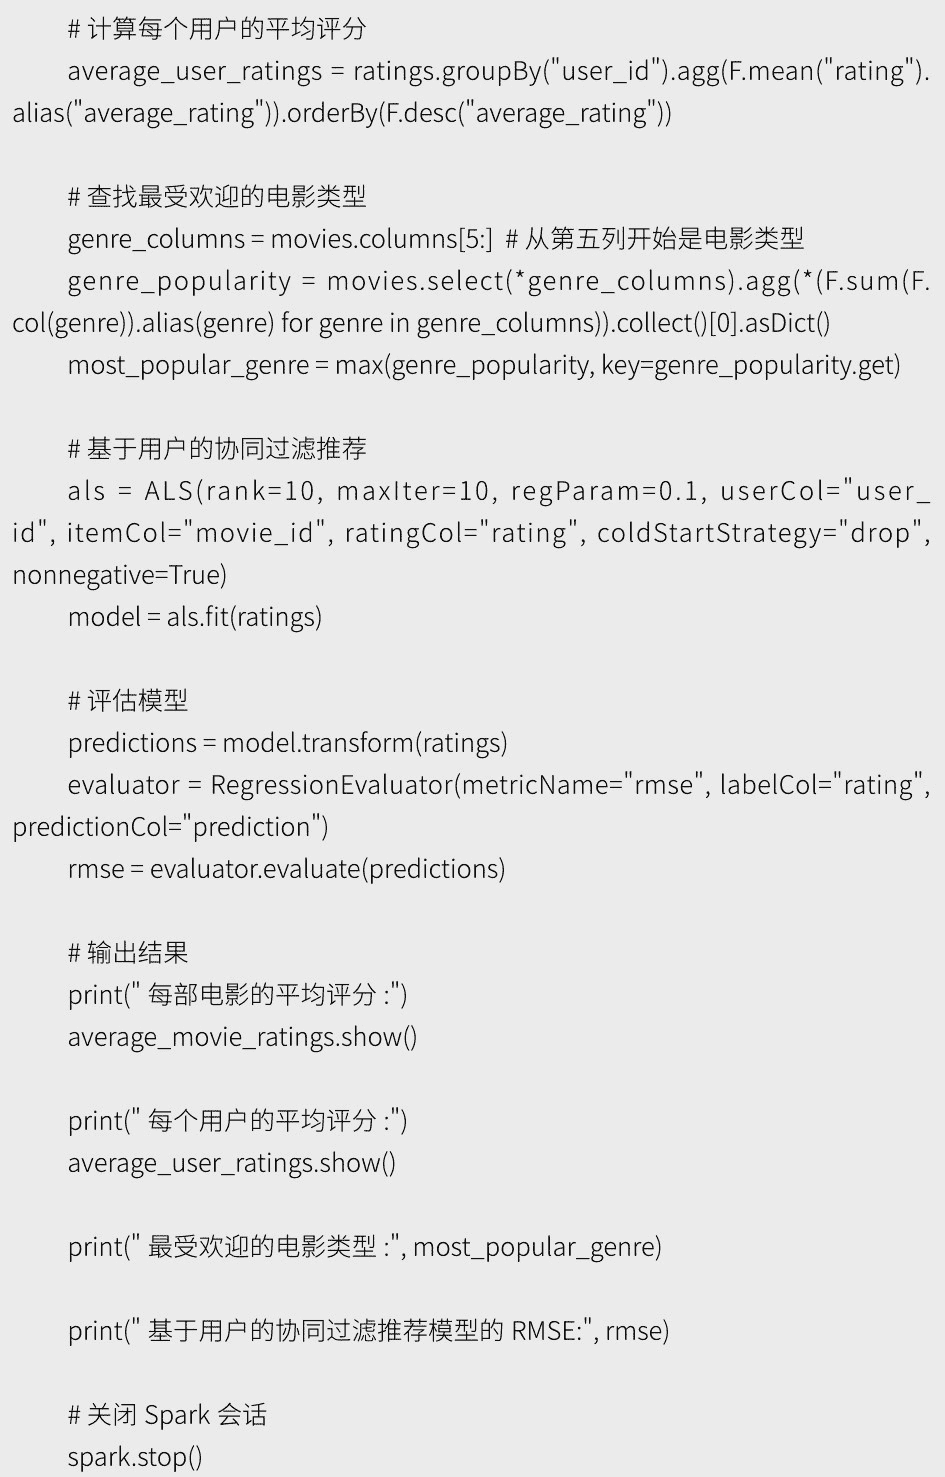 # 计算每个用户的平均评分
average_user_ratings = ratings.groupBy("user_id").agg(F.mean("rating").
alias("average_rating")).orderBy(F.desc("average_rating"))
# 查找最受欢迎的电影类型
genre_columns = movies.columns[5:]  # 从第五列开始是电影类型
genre_popularity = movies.select(*genre_columns).agg(*(F.sum(F.
col(genre)).alias(genre) for genre in genre_columns)).collect()[0].asDict()
most_popular_genre = max(genre_popularity, key=genre_popularity.get)
# 基于用户的协同过滤推荐
als = ALS(rank=10, maxIter=10, regParam=0.1, userCol="user_
id", itemCol="movie_id", ratingCol="rating", coldStartStrategy="drop",
nonnegative=True)
model = als.fit(ratings)
# 评估模型
predictions = model.transform(ratings)
evaluator = RegressionEvaluator(metricName="rmse", labelCol="rating",
predictionCol="prediction")
rmse = evaluator.evaluate(predictions)
# 输出结果
print(" 每部电影的平均评分 :")
average_movie_ratings.show()
print(" 每个用户的平均评分 :")
average_user_ratings.show()
print(" 最受欢迎的电影类型 :", most_popular_genre)
print(" 基于用户的协同过滤推荐模型的 RMSE:", rmse)
# 关闭 Spark 会话
spark.stop()